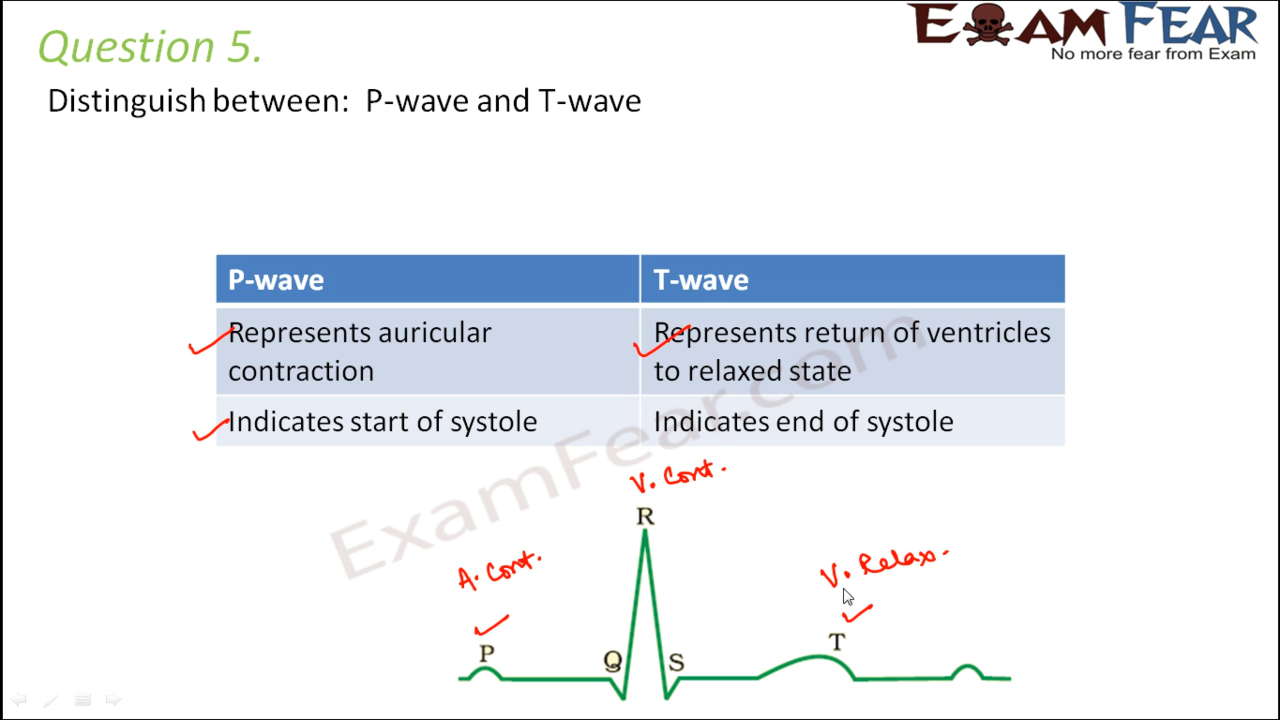 Question 5.
EXAM FEAR
No more fear from Exam
Distinguish between: P-wave and T-wave
P-wave
T-wave
Represents auricular
contraction
Represents return of ventricles
to relaxed state
Indicates start of systole
Indicates end of systole
ExamFear.com
V. Cont.
R
A. Cont.
V. Relax.
P
Q
S
T